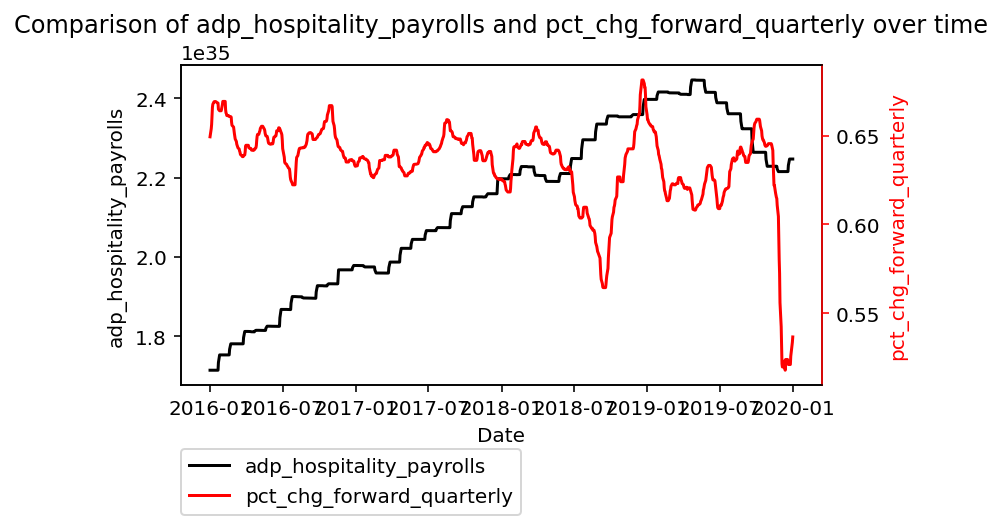 Comparison of adp_hospitality_payrolls and pct_chg_forward_quarterly over time
1e35
2.4
2.2
2.0
1.8
adp_hospitality_payrolls
0.65
0.60
0.55
pct_chg_forward_quarterly
2016-01 2016-07 2017-01 2017-07 2018-01 2018-07 2019-01 2019-07 2020-01
Date
adp_hospitality_payrolls
pct_chg_forward_quarterly